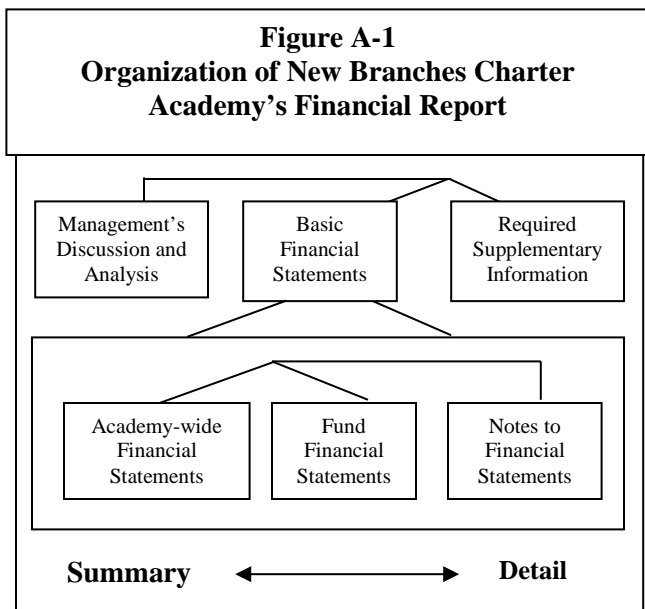 Figure A-1
Organization of New Branches Charter
Academy's Financial Report
Management's
Discussion and
Analysis
Basic
Financial
Statements
Required
Supplementary
Information
Academy-wide
Financial
Statements
Fund
Financial
Statements
Notes to
Financial
Statements
Summary
Detail